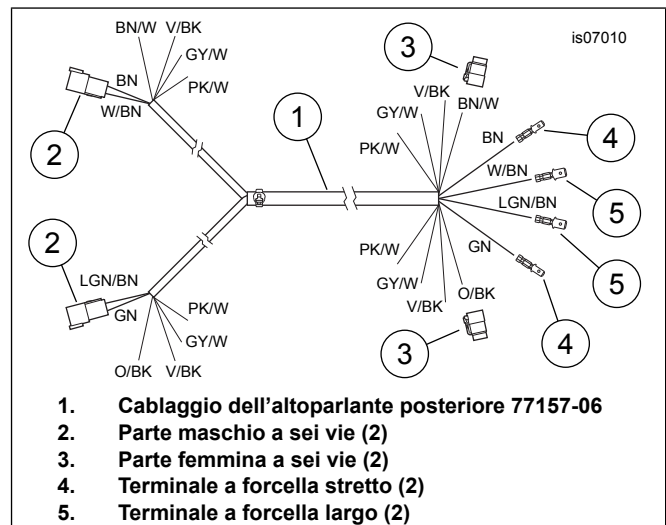 is07010
BN/W V/BK
GY/W
PK/W
BN
W/BN
2
1
3
V/BK
GY/W
BN/W
PK/W
BN
4
W/BN
5
LGN/BN
GN
5
4
2
LGN/BN
GN
PK/W
GY/W
O/BK V/BK
PK/W
GY/W
V/BK
O/BK
3
1. Cablaggio dell'altoparlante posteriore 77157-06
2. Parte maschio a sei vie (2)
3. Parte femmina a sei vie (2)
4. Terminale a forcella stretto (2)
5. Terminale a forcella largo (2)